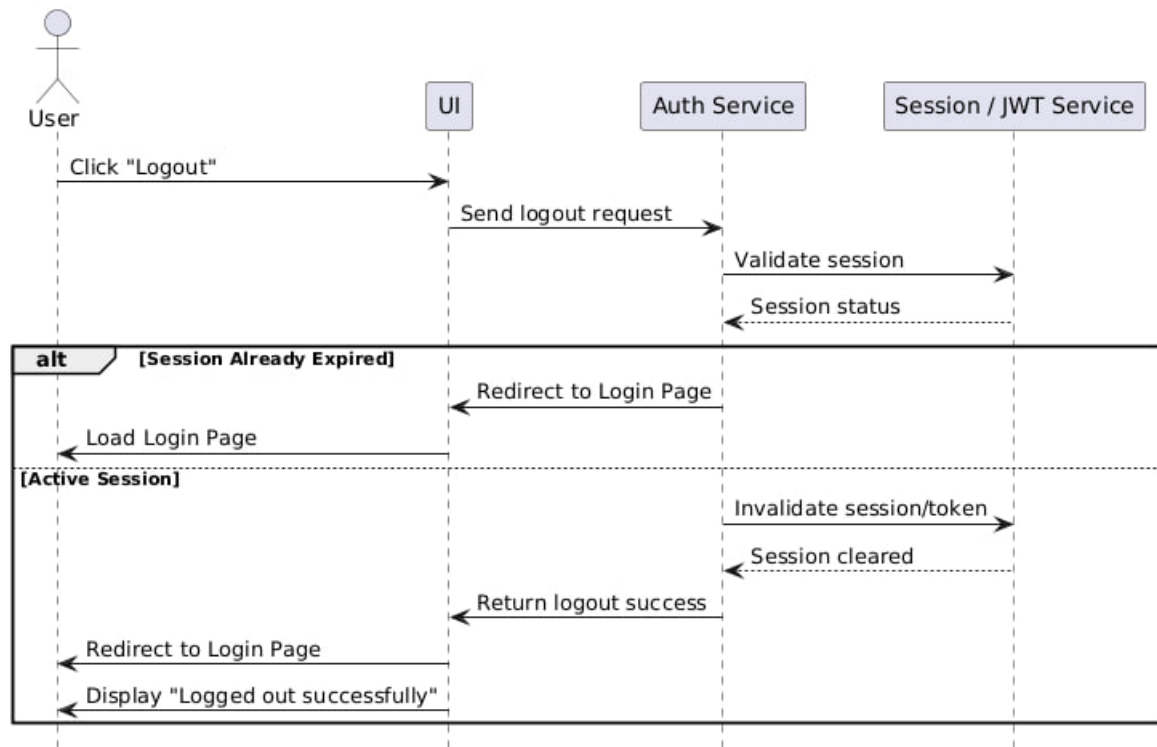 User
UI
Auth Service
Session / JWT Service
Click "Logout"
Send logout request
Validate session
Session status
alt [Session Already Expired]
Redirect to Login Page
Load Login Page
[Active Session]
Invalidate session/token
Session cleared
Return logout success
Redirect to Login Page
Display "Logged out successfully"